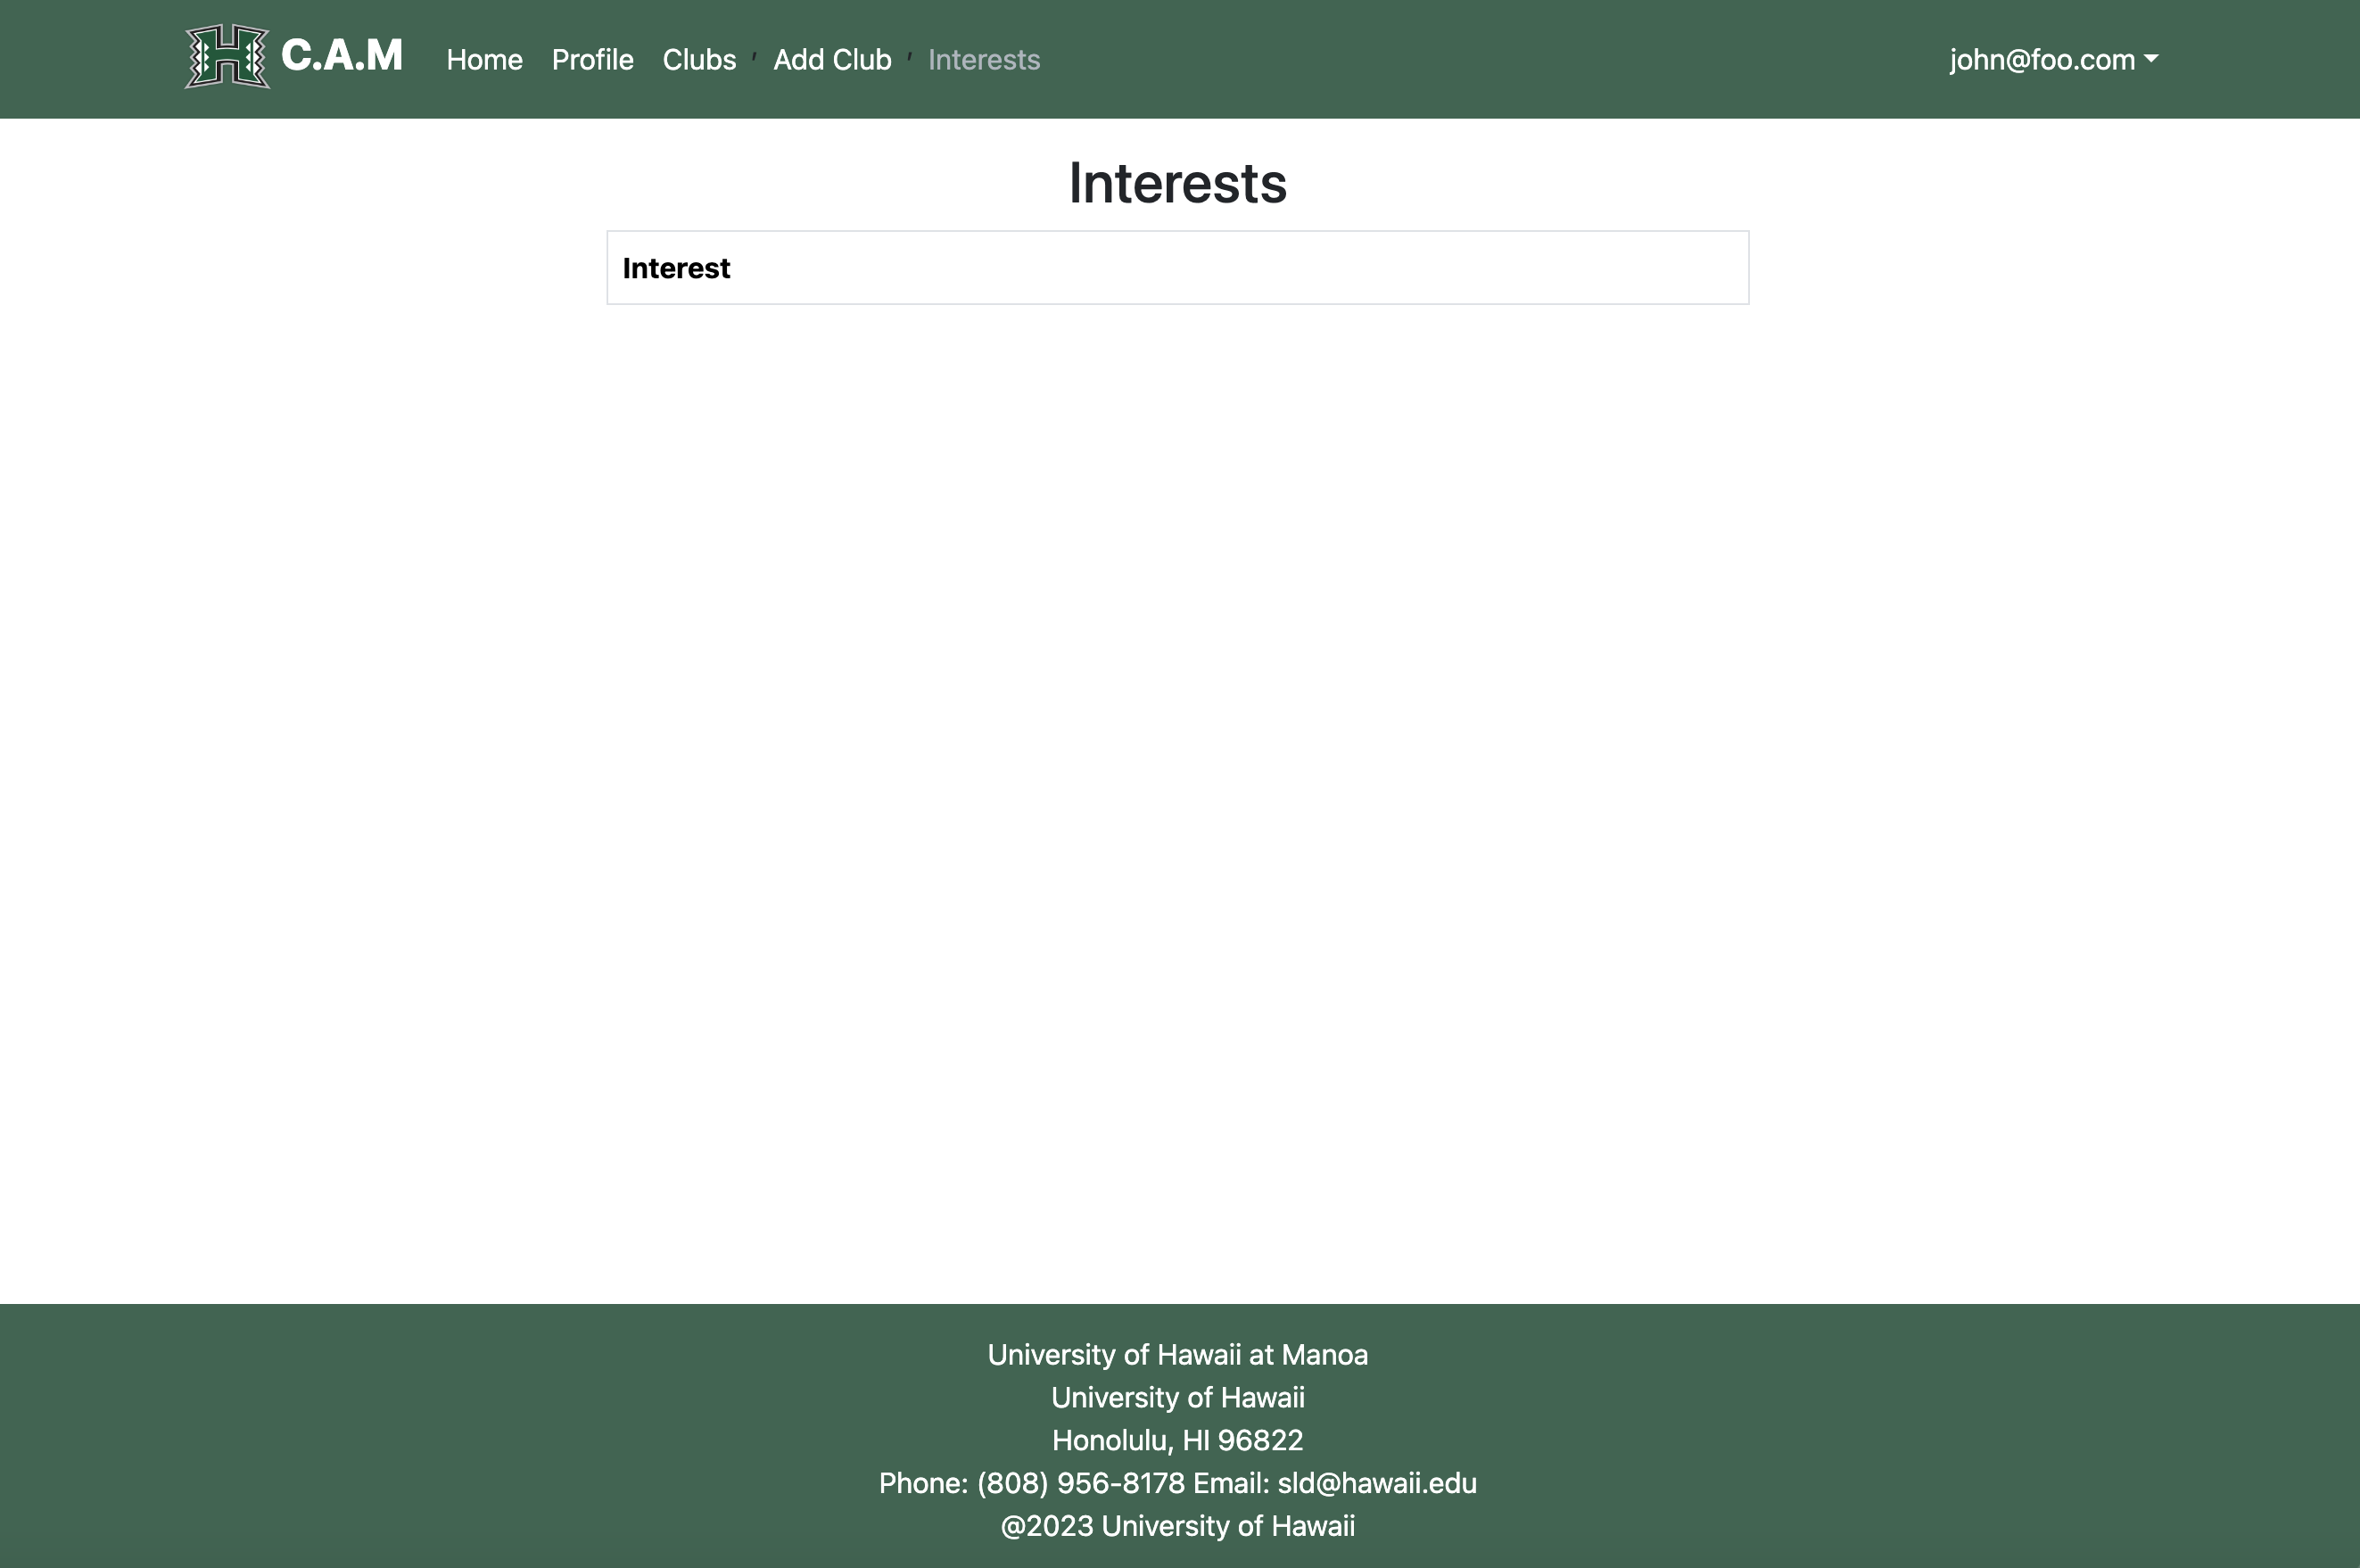 H C.A.M Home Profile Clubs ' Add Club ' Interests john@foo.com
Interests
Interest
University of Hawaii at Manoa
University of Hawaii
Honolulu, HI 96822
Phone: (808) 956-8178 Email: sld@hawaii.edu
@2023 University of Hawaii